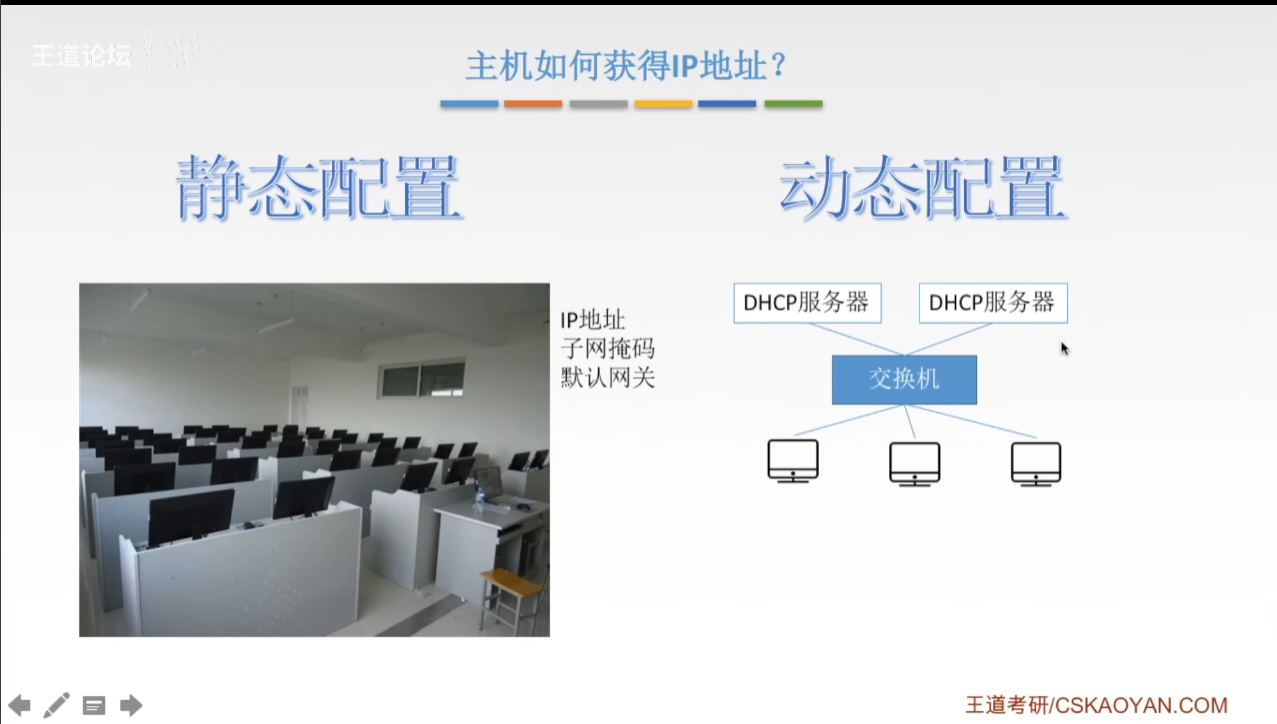 王道论坛
主机如何获得IP地址？
静态配置
动态配置
IP地址
子网掩码
默认网关
DHCP服务器
DHCP服务器
交换机
王道考研/CSKAOYAN.COM